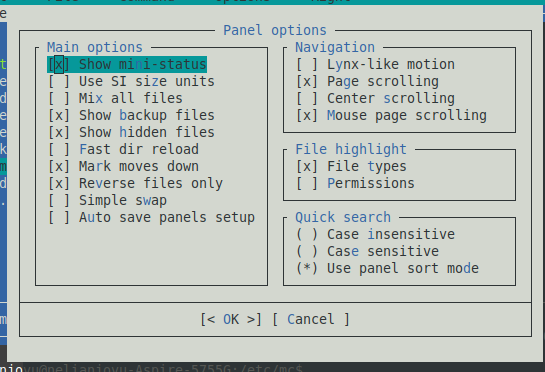 Panel options
Main options
[x] Show mini-status
[ ] Use SI size units
[ ] Mix all files
[x] Show backup files
[x] Show hidden files
[ ] Fast dir reload
[x] Mark moves down
[x] Reverse files only
[ ] Simple swap
[ ] Auto save panels setup
Navigation
[ ] Lynx-like motion
[x] Page scrolling
[ ] Center scrolling
[x] Mouse page scrolling
File highlight
[x] File types
[ ] Permissions
Quick search
( ) Case insensitive
( ) Case sensitive
(*) Use panel sort mode
[< OK >] [ Cancel ]